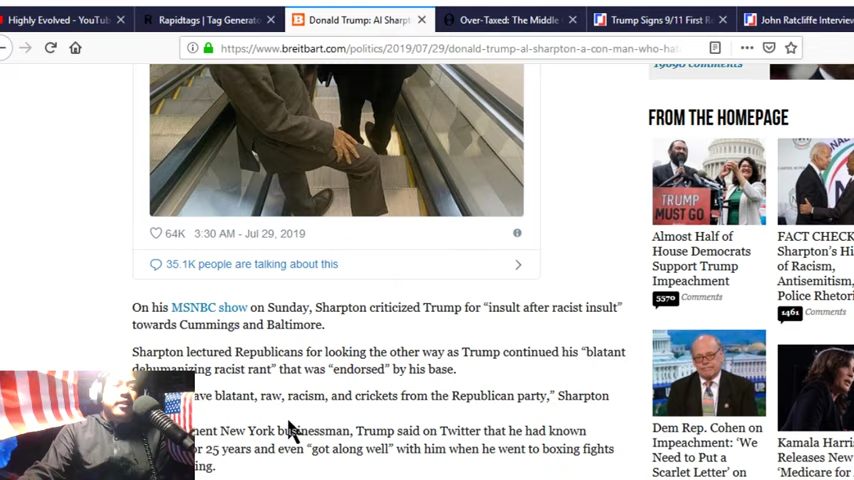 Highly Evolved - YouTu
Rapidtags | Tag Generato
Donald Trump: Al Sharpt
Over-Taxed: The Middle
Trump Signs 9/11 First R
John Ratcliffe Interview
https://www.breitbart.com/politics/2019/07/29/donald-trump-al-sharpton-a-con-man-who-hat
comments
64K 3:30 AM - Jul 29, 2019
35.1K people are talking about this
On his MSNBC show on Sunday, Sharpton criticized Trump for “insult after racist insult”
towards Cummings and Baltimore.
Sharpton lectured Republicans for looking the other way as Trump continued his “blatant
dehumanizing racist rant” that was “endorsed” by his base.
ave blatant, raw, racism, and crickets from the Republican party,” Sharpton
nent New York businessman, Trump said on Twitter that he had known
or 25 years and even “got along well” with him when he went to boxing fights
ing.
FROM THE HOMEPAGE
TRUMP
MUST GO
Almost Half of
House Democrats
Support Trump
Impeachment
5570 Comments
FACT CHECK
Sharpton's Hi
of Racism,
Antisemitism,
Police Rhetori
1461 Comments
Dem Rep. Cohen on
Impeachment: ‘We
Need to Put a
Scarlet Letter’ on
Kamala Harri
Releases New
‘Medicare for